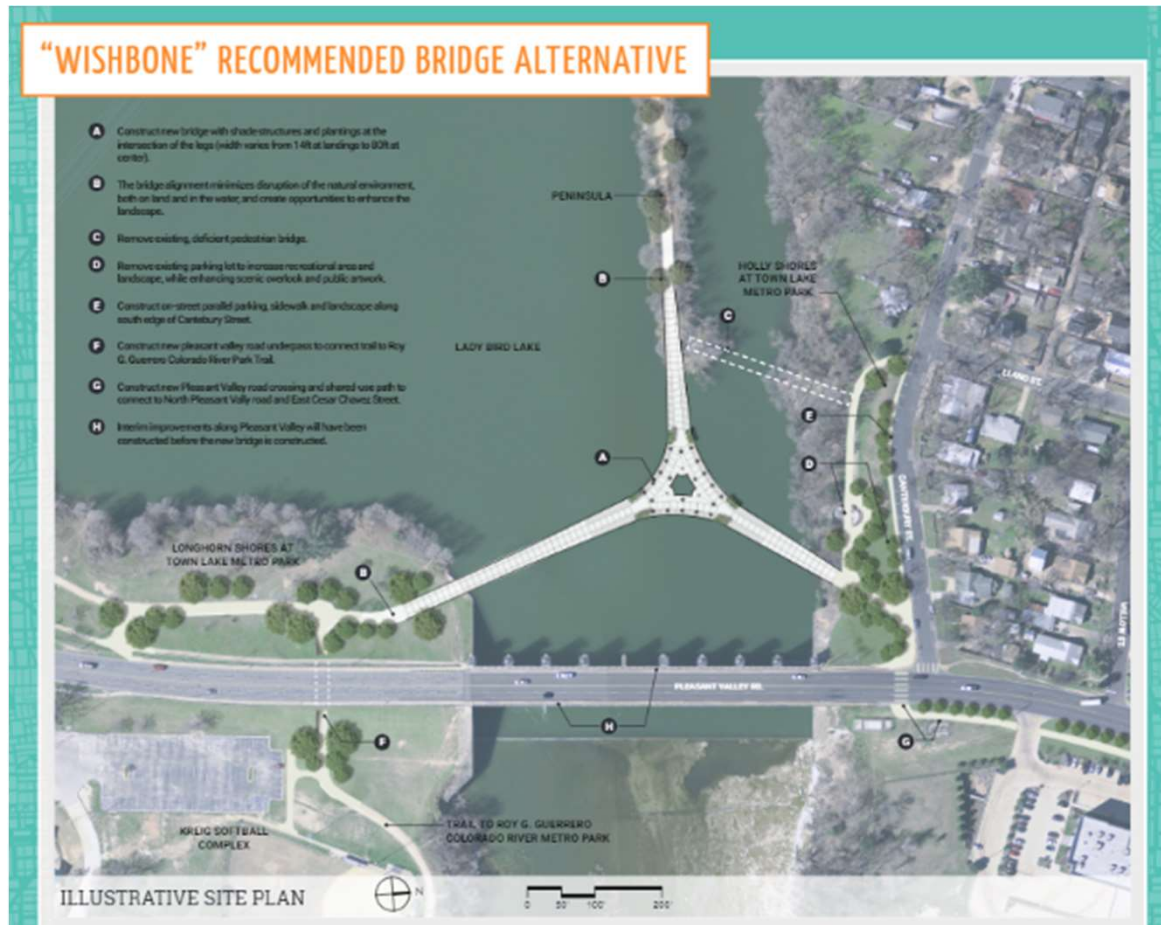 “WISHBONE” RECOMMENDED BRIDGE ALTERNATIVE
A Construct new bridge with shade structures and plantings at the
intersection of the legs (width varies from 14ft at landings to 80ft at
center).
B The bridge alignment minimizes disruption of the natural environment,
both on land and in the water, and create opportunities to enhance the
landscape.
C Remove existing, deficient pedestrian bridge.
D Remove existing parking lot to increase recreational area and
landscape, while enhancing scenic overlook and public artwork.
E Construct on-street parallel parking, sidewalk and landscape along
south edge of Cantebury Street.
F Construct new pleasant valley road underpass to connect trail to Roy
G. Guerrero Colorado River Park Trail.
G Construct new Pleasant Valley road crossing and shared-use path to
connect to North Pleasant Vally road and East Cesar Chavez Street.
H Interim improvements along Pleasant Valley will have been
constructed before the new bridge is constructed.
PENINSULA
B
HOLLY SHORES
AT TOWN LAKE
METRO PARK
C
LADY BIRD LAKE
LLANO ST.
E
A
D
CANTERBURY ST.
LONGHORN SHORES AT
TOWN LAKE METRO PARK
B
WILLOW ST.
PLEASANT VALLEY RD.
F
H
G
KREIG SOFTBALL
COMPLEX
TRAIL TO ROY G. GUERRERO
COLORADO RIVER METRO PARK
ILLUSTRATIVE SITE PLAN
N
0 50' 100' 200'